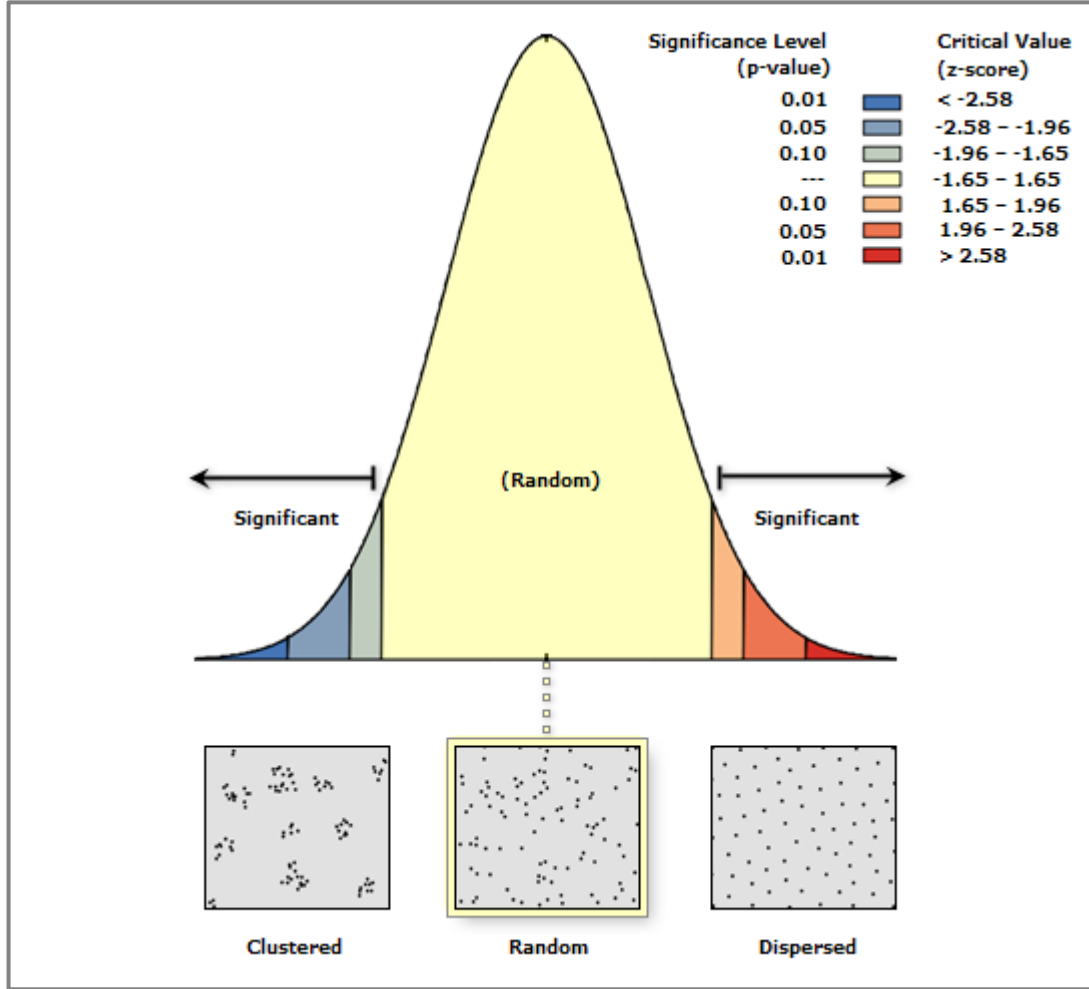 Significance Level (p-value) Critical Value (z-score)
0.01 < -2.58
0.05 -2.58 – -1.96
0.10 -1.96 – -1.65
--- -1.65 – 1.65
0.10 1.65 – 1.96
0.05 1.96 – 2.58
0.01 > 2.58
(Random)
Significant Significant
Clustered Random Dispersed